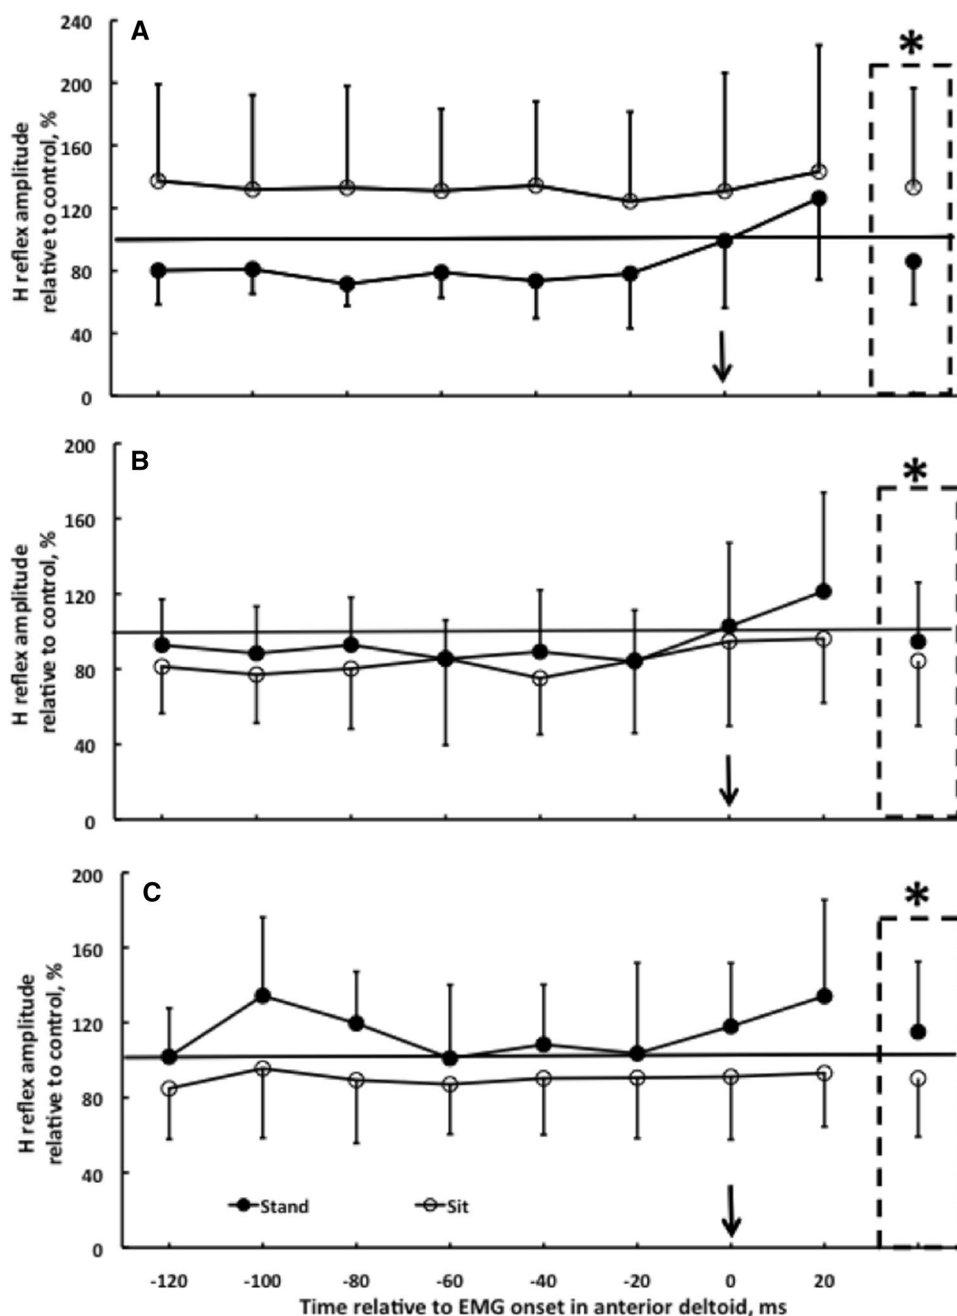 A
H reflex amplitude
relative to control, %
240
200
160
120
80
40
0
*
B
H reflex amplitude
relative to control, %
200
160
120
80
40
0
*
C
H reflex amplitude
relative to control, %
200
160
120
80
40
0
*
Stand Sit
-120 -100 -80 -60 -40 -20 0 20
Time relative to EMG onset in anterior deltoid, ms